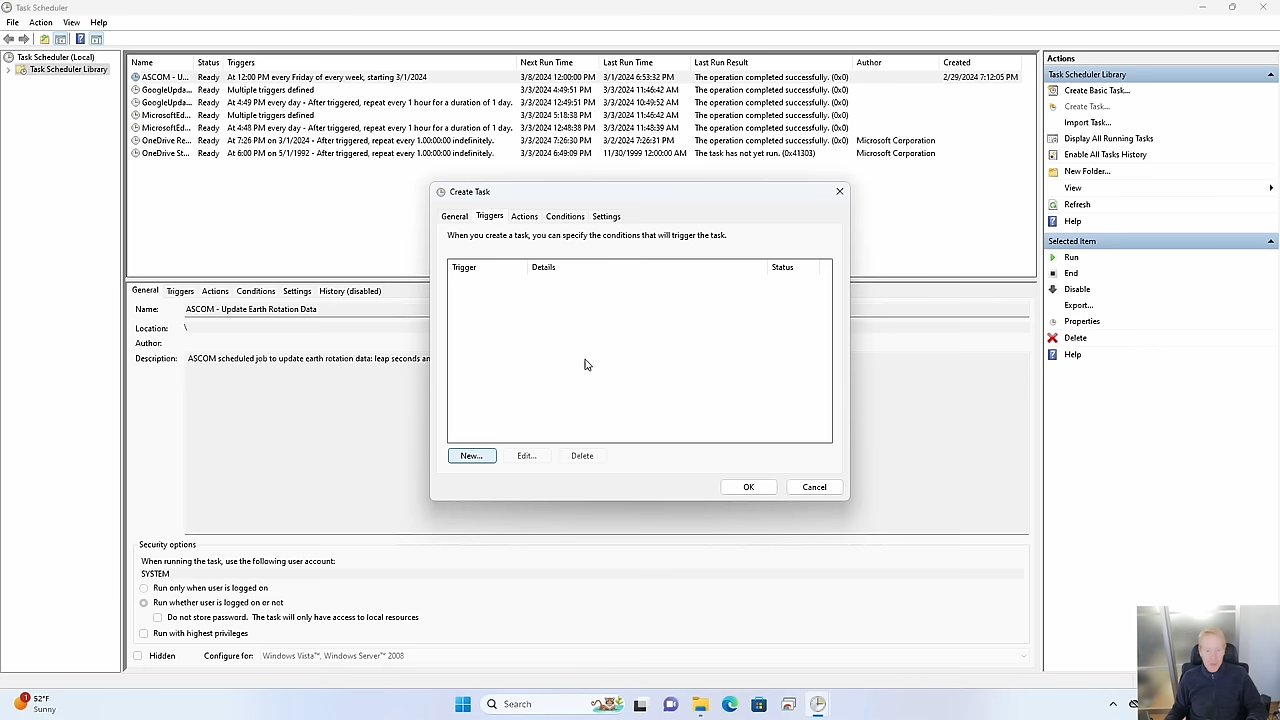 Task Scheduler
File Action View Help
Task Scheduler (Local)
Task Scheduler Library
Name Status Triggers Next Run Time Last Run Time Last Run Result Author Created
ASCOM - U... Ready At 12:00 PM every Friday of every week, starting 3/1/2024 3/8/2024 12:00:00 PM 3/1/2024 6:53:32 PM The operation completed successfully. (0x0) 2/29/2024 7:12:05 PM
GoogleUpda... Ready Multiple triggers defined 3/3/2024 4:49:51 PM 3/3/2024 11:46:42 AM The operation completed successfully. (0x0)
GoogleUpda... Ready At 4:49 PM every day - After triggered, repeat every 1 hour for a duration of 1 day. 3/3/2024 12:49:51 PM 3/3/2024 10:49:52 AM The operation completed successfully. (0x0)
MicrosoftEd... Ready Multiple triggers defined 3/3/2024 5:18:38 PM 3/3/2024 11:46:42 AM The operation completed successfully. (0x0)
MicrosoftEd... Ready At 4:48 PM every day - After triggered, repeat every 1 hour for a duration of 1 day. 3/3/2024 12:48:38 PM 3/3/2024 11:48:39 AM The operation completed successfully. (0x0)
OneDrive Re... Ready At 7:26 PM on 3/1/2024 - After triggered, repeat every 1.00:00:00 indefinitely. 3/3/2024 7:26:30 PM 3/2/2024 7:26:31 PM The operation completed successfully. (0x0) Microsoft Corporation
OneDrive St... Ready At 6:00 PM on 5/1/1992 - After triggered, repeat every 1.00:00:00 indefinitely. 3/3/2024 6:49:09 PM 11/30/1999 12:00:00 AM The task has not yet run. (0x41303) Microsoft Corporation
Create Task
General Triggers Actions Conditions Settings
When you create a task, you can specify the conditions that will trigger the task.
Trigger Details Status
New... Edit... Delete
OK Cancel
General Triggers Actions Conditions Settings History (disabled)
Name: ASCOM - Update Earth Rotation Data
Location: \
Author:
Description: ASCOM scheduled job to update earth rotation data: leap seconds an
Security options
When running the task, use the following user account:
SYSTEM
Run only when user is logged on
Run whether user is logged on or not
Do not store password. The task will only have access to local resources
Run with highest privileges
Hidden Configure for: Windows Vista™, Windows Server™ 2008
Actions
Task Scheduler Library
Create Basic Task...
Create Task...
Import Task...
Display All Running Tasks
Enable All Tasks History
New Folder...
View
Refresh
Help
Selected Item
Run
End
Disable
Export...
Properties
Delete
Help
1
52°F
Sunny
Search